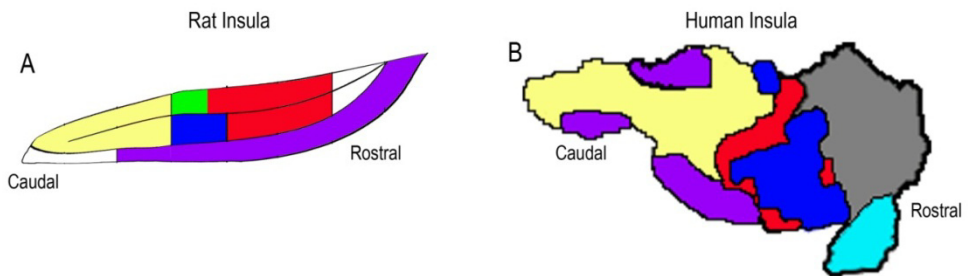 Rat Insula
Human Insula
A
B
Caudal
Rostral
Caudal
Rostral